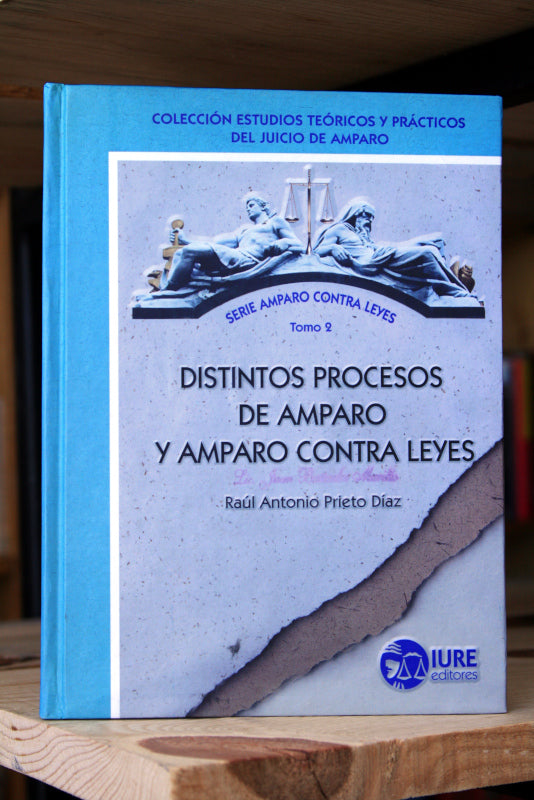 COLECCIÓN ESTUDIOS TEÓRICOS Y PRÁCTICOS
DEL JUICIO DE AMPARO
SERIE AMPARO CONTRA LEYES
Tomo 2
DISTINTOS PROCESOS
DE AMPARO
Y AMPARO CONTRA LEYES
Raúl Antonio Prieto Díaz
IURE
editores